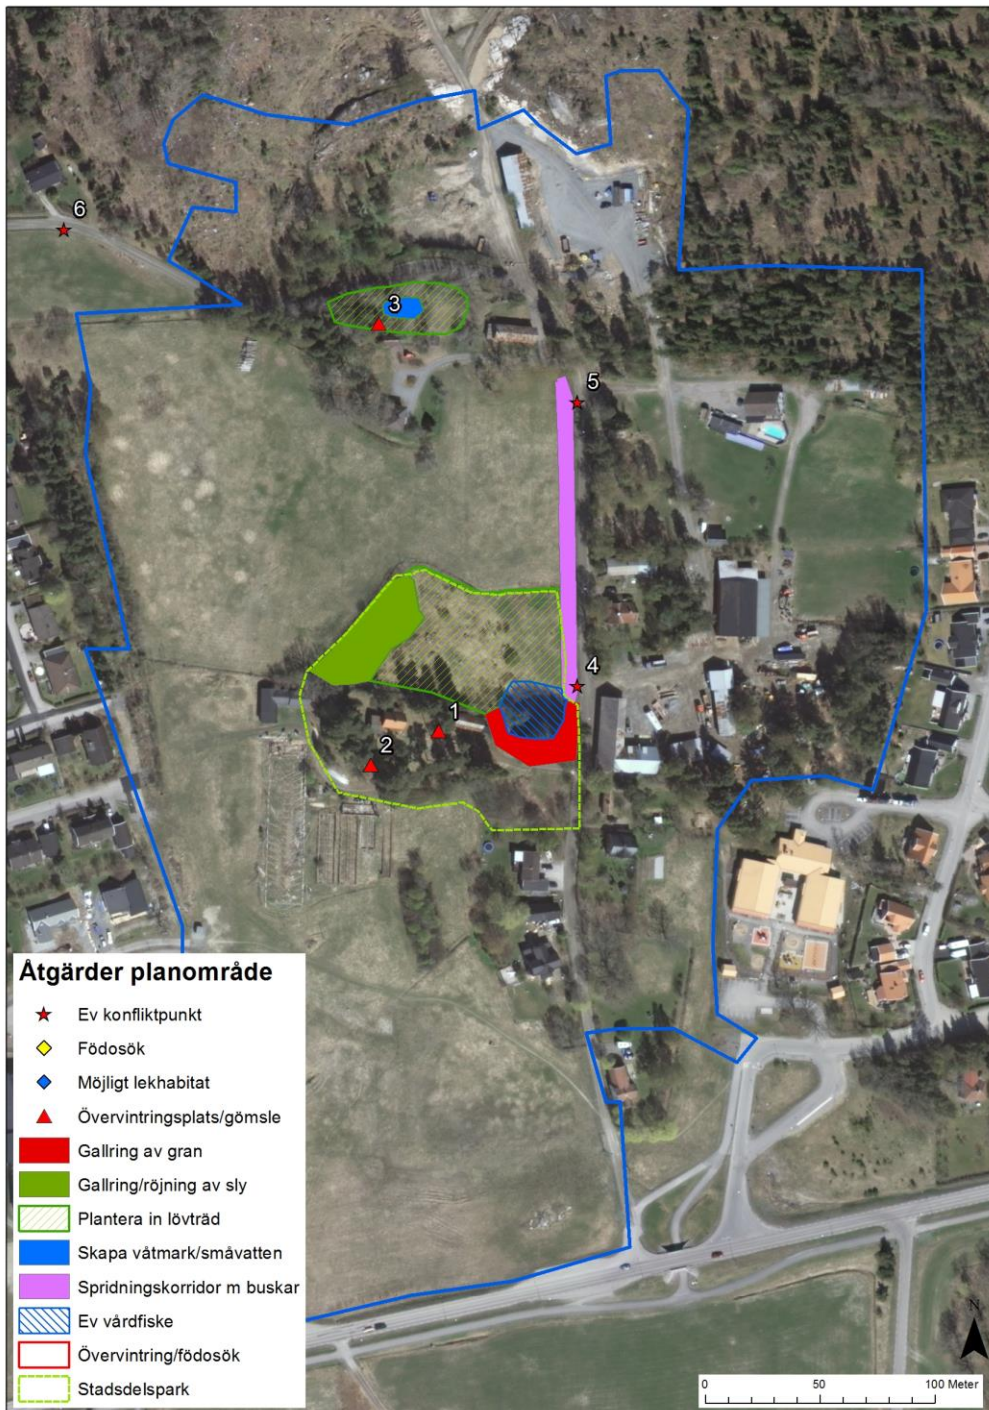 6
3
5
4
1
2
Åtgärder planområde
Ev konfliktpunkt
Födosök
Möjligt lekhabitat
Övervintringsplats/gömsle
Gallring av gran
Gallring/röjning av sly
Plantera in lövträd
Skapa våtmark/småvatten
Spridningskorridor m buskar
Ev vårdfiske
Övervintring/födosök
Stadsdelspark
N
0 50 100 Meter